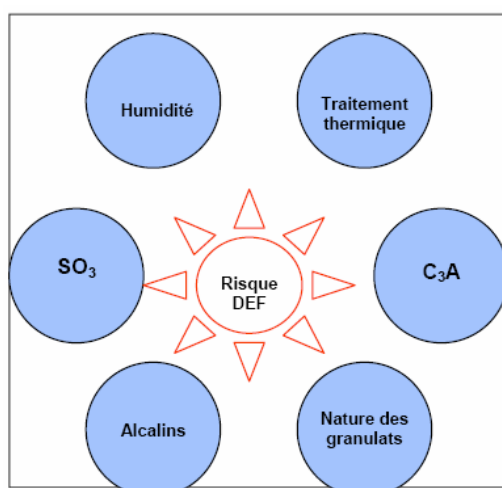 Humidité
Traitement
thermique
SO₃
Risque
DEF
C₃A
Alcalins
Nature des
granulats